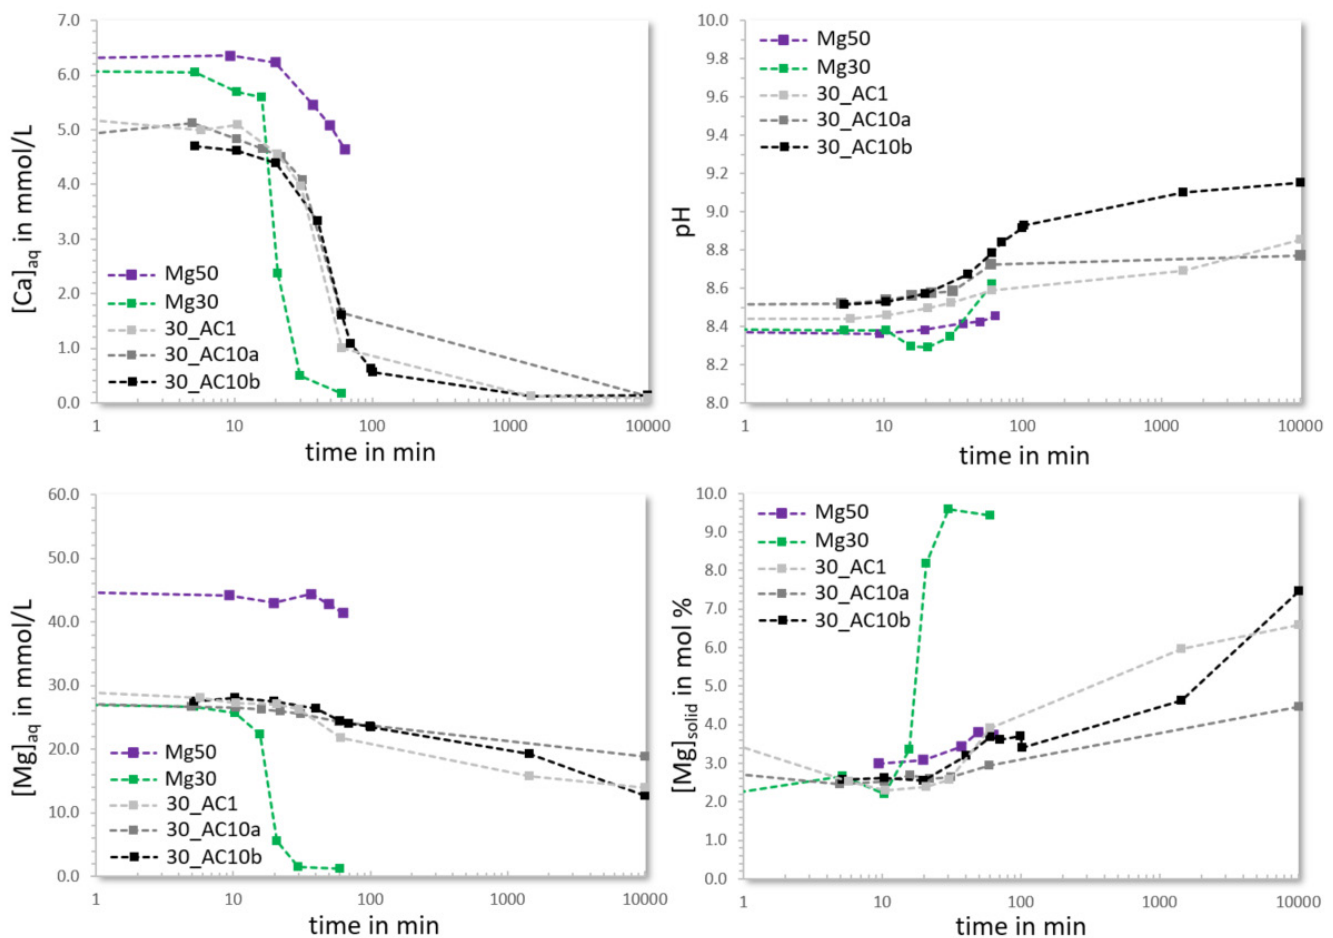 [Ca]aq in mmol/L
7.0
6.0
5.0
4.0
3.0
2.0
1.0
0.0
Mg50
Mg30
30_AC1
30_AC10a
30_AC10b
1 10 100 1000 10000
time in min
pH
10.0
9.8
9.6
9.4
9.2
9.0
8.8
8.6
8.4
8.2
8.0
Mg50
Mg30
30_AC1
30_AC10a
30_AC10b
1 10 100 1000 10000
time in min
[Mg]aq in mmol/L
60.0
50.0
40.0
30.0
20.0
10.0
0.0
Mg50
Mg30
30_AC1
30_AC10a
30_AC10b
1 10 100 1000 10000
time in min
[Mg]solid in mol %
10.0
9.0
8.0
7.0
6.0
5.0
4.0
3.0
2.0
1.0
0.0
Mg50
Mg30
30_AC1
30_AC10a
30_AC10b
1 10 100 1000 10000
time in min